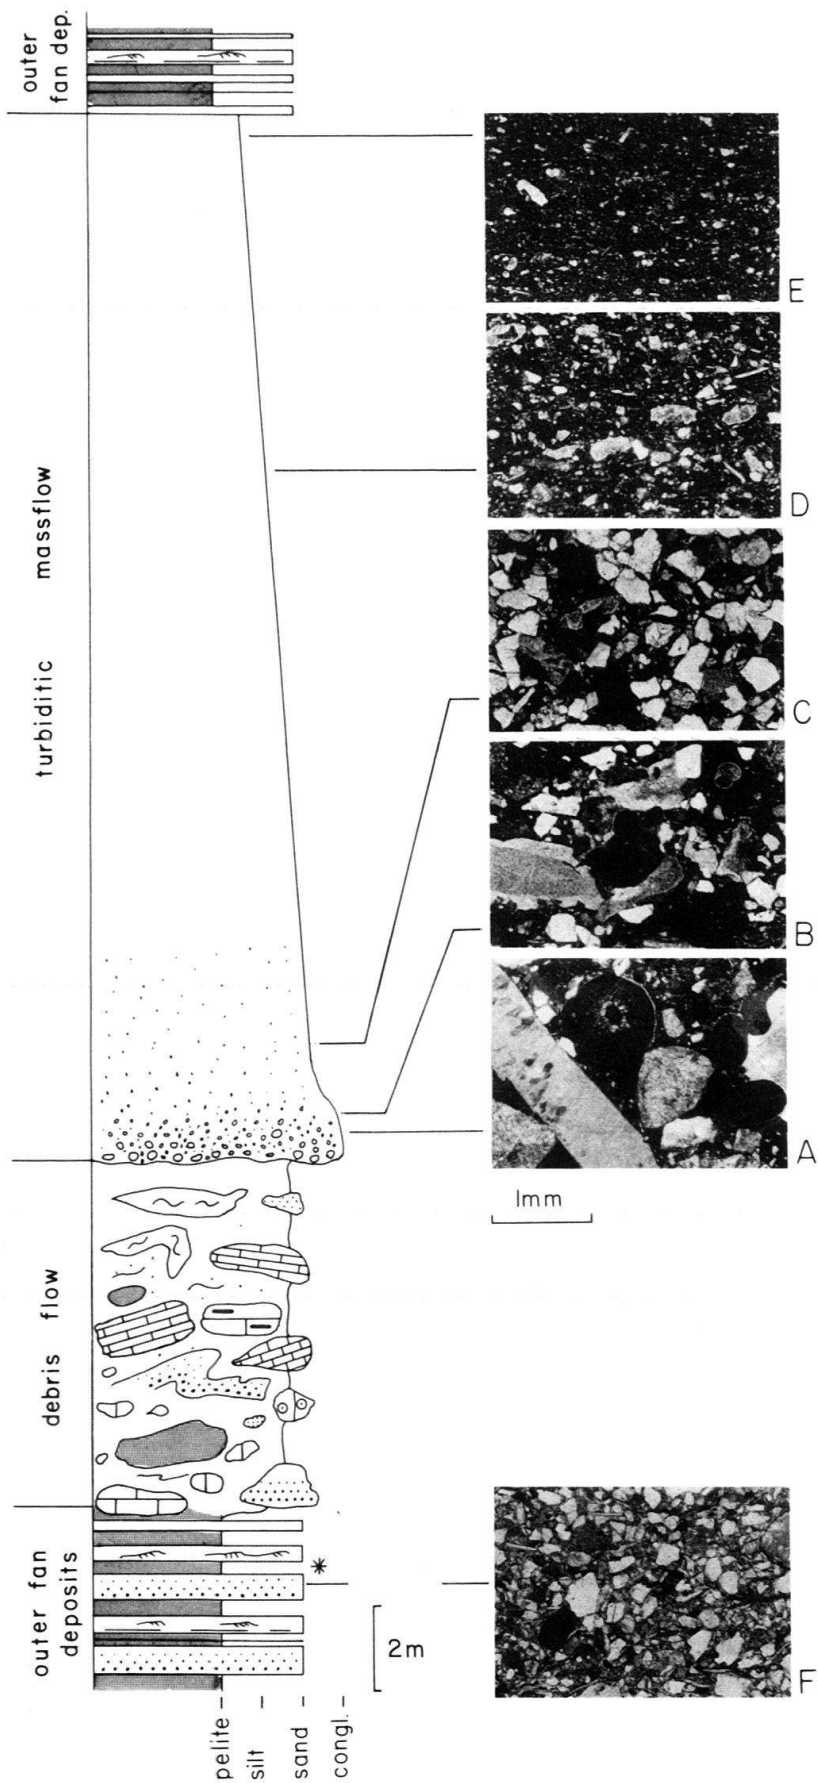 outer
fan dep.
E
D
turbiditic massflow
C
B
A
1mm
debris flow
outer fan
deposits
*
2m
F
pelite
silt
sand
congl.